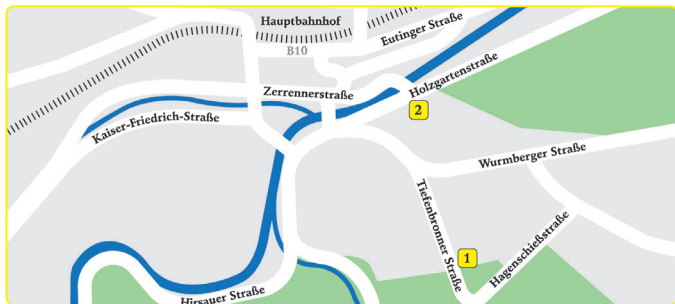 Hauptbahnhof
Eutinger Straße
B10
Zerrennerstraße
Holzgartenstraße
2
Kaiser-Friedrich-Straße
Wurmberger Straße
Tiefenbronner Straße
Hagenschießstraße
1
Hirsauer Straße